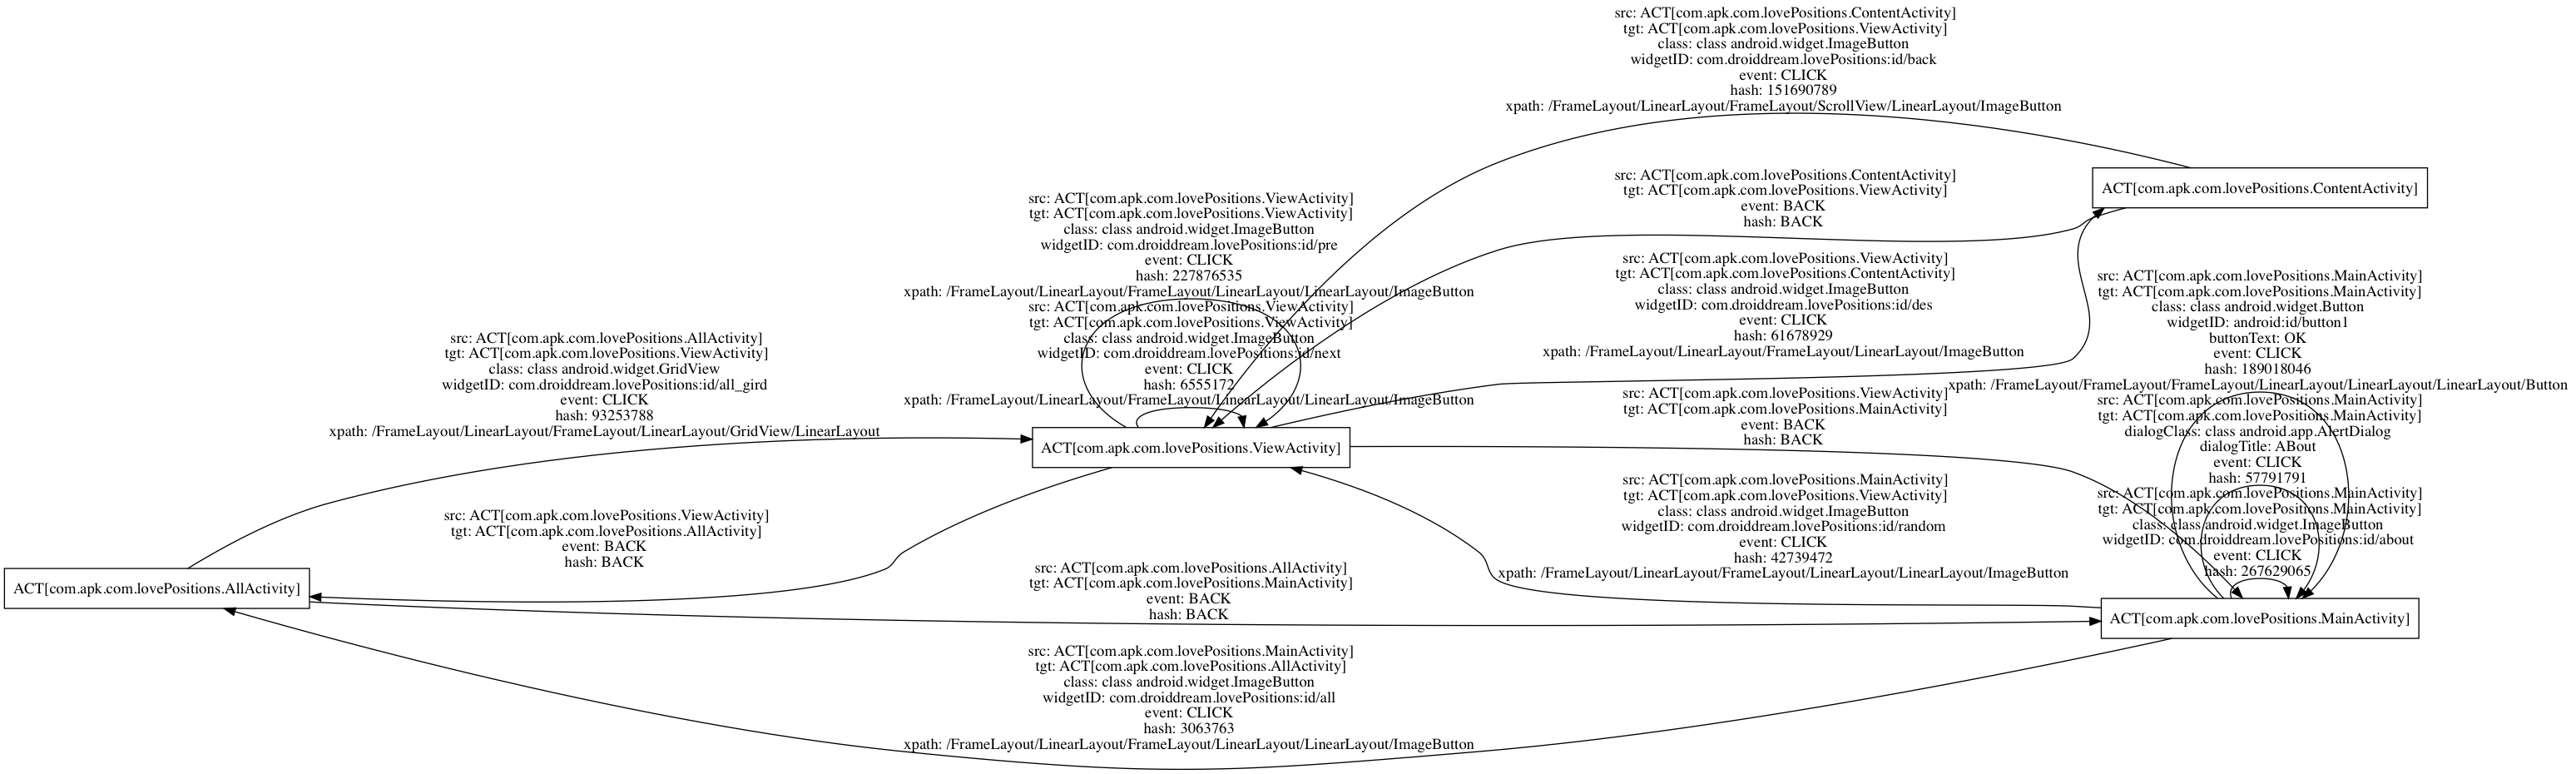 src: ACT[com.apk.com.lovePositions.ContentActivity]
tgt: ACT[com.apk.com.lovePositions.ViewActivity]
class: class android.widget.ImageButton
widgetID: com.droiddream.lovePositions:id/back
event: CLICK
hash: 151690789
xpath: /FrameLayout/LinearLayout/FrameLayout/ScrollView/LinearLayout/ImageButton
src: ACT[com.apk.com.lovePositions.ContentActivity]
tgt: ACT[com.apk.com.lovePositions.ViewActivity]
event: BACK
hash: BACK
ACT[com.apk.com.lovePositions.ContentActivity]
src: ACT[com.apk.com.lovePositions.ViewActivity]
tgt: ACT[com.apk.com.lovePositions.ViewActivity]
class: class android.widget.ImageButton
widgetID: com.droiddream.lovePositions:id/pre
event: CLICK
hash: 227876535
xpath: /FrameLayout/LinearLayout/FrameLayout/LinearLayout/LinearLayout/ImageButton
src: ACT[com.apk.com.lovePositions.ViewActivity]
tgt: ACT[com.apk.com.lovePositions.ViewActivity]
class: class android.widget.ImageButton
widgetID: com.droiddream.lovePositions:id/next
event: CLICK
hash: 6555172
xpath: /FrameLayout/LinearLayout/FrameLayout/LinearLayout/LinearLayout/ImageButton
src: ACT[com.apk.com.lovePositions.ViewActivity]
tgt: ACT[com.apk.com.lovePositions.ContentActivity]
class: class android.widget.ImageButton
widgetID: com.droiddream.lovePositions:id/des
event: CLICK
hash: 61678929
xpath: /FrameLayout/LinearLayout/FrameLayout/LinearLayout/ImageButton
src: ACT[com.apk.com.lovePositions.MainActivity]
tgt: ACT[com.apk.com.lovePositions.MainActivity]
class: class android.widget.Button
widgetID: android:id/button1
buttonText: OK
event: CLICK
hash: 189018046
xpath: /FrameLayout/FrameLayout/FrameLayout/LinearLayout/LinearLayout/LinearLayout/Button
src: ACT[com.apk.com.lovePositions.MainActivity]
tgt: ACT[com.apk.com.lovePositions.MainActivity]
dialogClass: class android.app.AlertDialog
dialogTitle: ABout
event: CLICK
hash: 57791791
src: ACT[com.apk.com.lovePositions.MainActivity]
tgt: ACT[com.apk.com.lovePositions.MainActivity]
class: class android.widget.ImageButton
widgetID: com.droiddream.lovePositions:id/about
event: CLICK
hash: 267629065
src: ACT[com.apk.com.lovePositions.AllActivity]
tgt: ACT[com.apk.com.lovePositions.ViewActivity]
class: class android.widget.GridView
widgetID: com.droiddream.lovePositions:id/all_gird
event: CLICK
hash: 93253788
xpath: /FrameLayout/LinearLayout/FrameLayout/LinearLayout/GridView/LinearLayout
ACT[com.apk.com.lovePositions.ViewActivity]
src: ACT[com.apk.com.lovePositions.ViewActivity]
tgt: ACT[com.apk.com.lovePositions.MainActivity]
event: BACK
hash: BACK
src: ACT[com.apk.com.lovePositions.MainActivity]
tgt: ACT[com.apk.com.lovePositions.ViewActivity]
class: class android.widget.ImageButton
widgetID: com.droiddream.lovePositions:id/random
event: CLICK
hash: 42739472
xpath: /FrameLayout/LinearLayout/FrameLayout/LinearLayout/LinearLayout/ImageButton
src: ACT[com.apk.com.lovePositions.ViewActivity]
tgt: ACT[com.apk.com.lovePositions.AllActivity]
event: BACK
hash: BACK
ACT[com.apk.com.lovePositions.AllActivity]
src: ACT[com.apk.com.lovePositions.AllActivity]
tgt: ACT[com.apk.com.lovePositions.MainActivity]
event: BACK
hash: BACK
ACT[com.apk.com.lovePositions.MainActivity]
src: ACT[com.apk.com.lovePositions.MainActivity]
tgt: ACT[com.apk.com.lovePositions.AllActivity]
class: class android.widget.ImageButton
widgetID: com.droiddream.lovePositions:id/all
event: CLICK
hash: 3063763
xpath: /FrameLayout/LinearLayout/FrameLayout/LinearLayout/LinearLayout/ImageButton